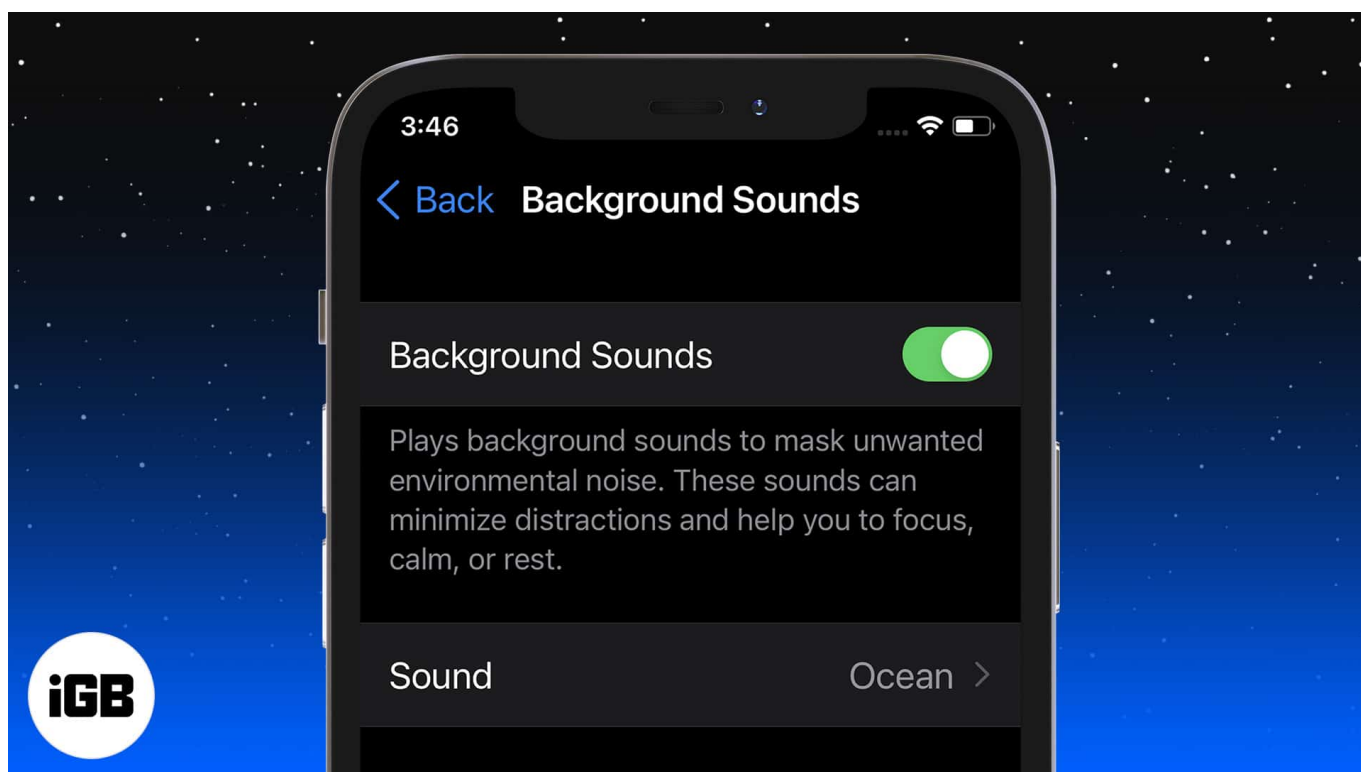 3:46
Back Background Sounds
Background Sounds
Plays background sounds to mask unwanted
environmental noise. These sounds can
minimize distractions and help you to focus,
calm, or rest.
Sound Ocean
iGB